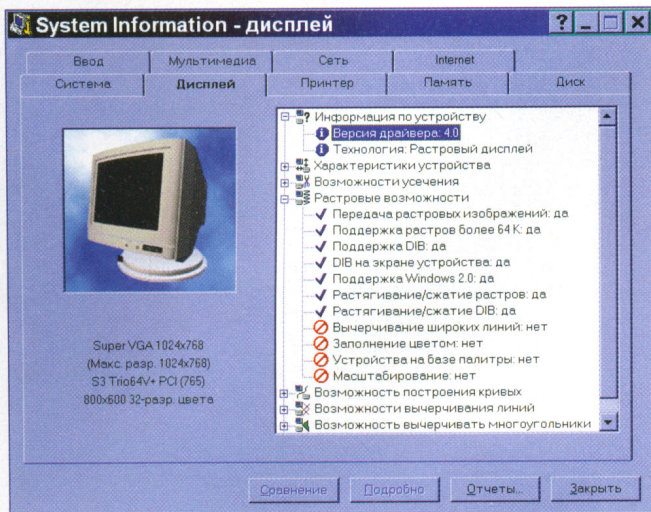 System Information - дисплей
Ввод Мультимедиа Сеть Internet
Система Дисплей Принтер Память Диск
Информация по устройству
Версия драйвера: 4.0
Технология: Растровый дисплей
Характеристики устройства
Возможности усечения
Растровые возможности
Передача растровых изображений: да
Поддержка растров более 64 K: да
Поддержка DIB: да
DIB на экране устройства: да
Поддержка Windows 2.0: да
Растягивание/сжатие растров: да
Растягивание/сжатие DIB: да
Вычерчивание широких линий: нет
Заполнение цветом: нет
Устройства на базе палитры: нет
Масштабирование: нет
Возможность построения кривых
Возможности вычерчивания линий
Возможность вычерчивать многоугольники
Super VGA 1024x768
(Макс. разр. 1024x768)
S3 Trio64V+ PCI (765)
800x600 32-разр. цвета
Сравнение Подробно Отчеты... Закрыть